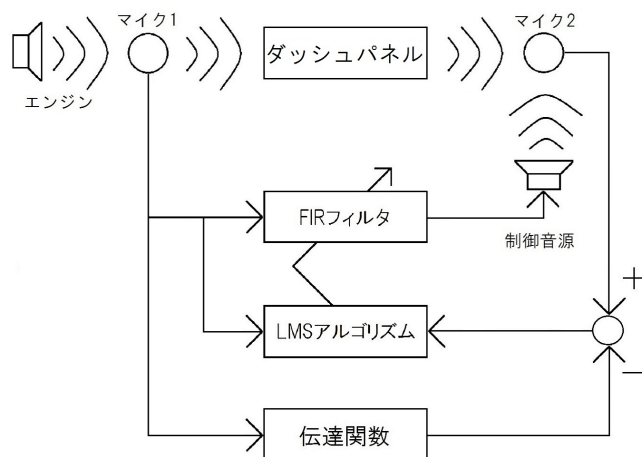 マイク1
マイク2
エンジン
ダッシュパネル
FIRフィルタ
制御音源
LMSアルゴリズム
+
−
伝達関数